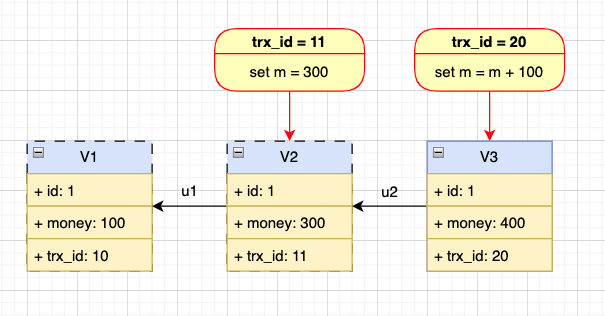 trx_id = 11
set m = 300
trx_id = 20
set m = m + 100
V1
+ id: 1
+ money: 100
+ trx_id: 10
u1
V2
+ id: 1
+ money: 300
+ trx_id: 11
u2
V3
+ id: 1
+ money: 400
+ trx_id: 20